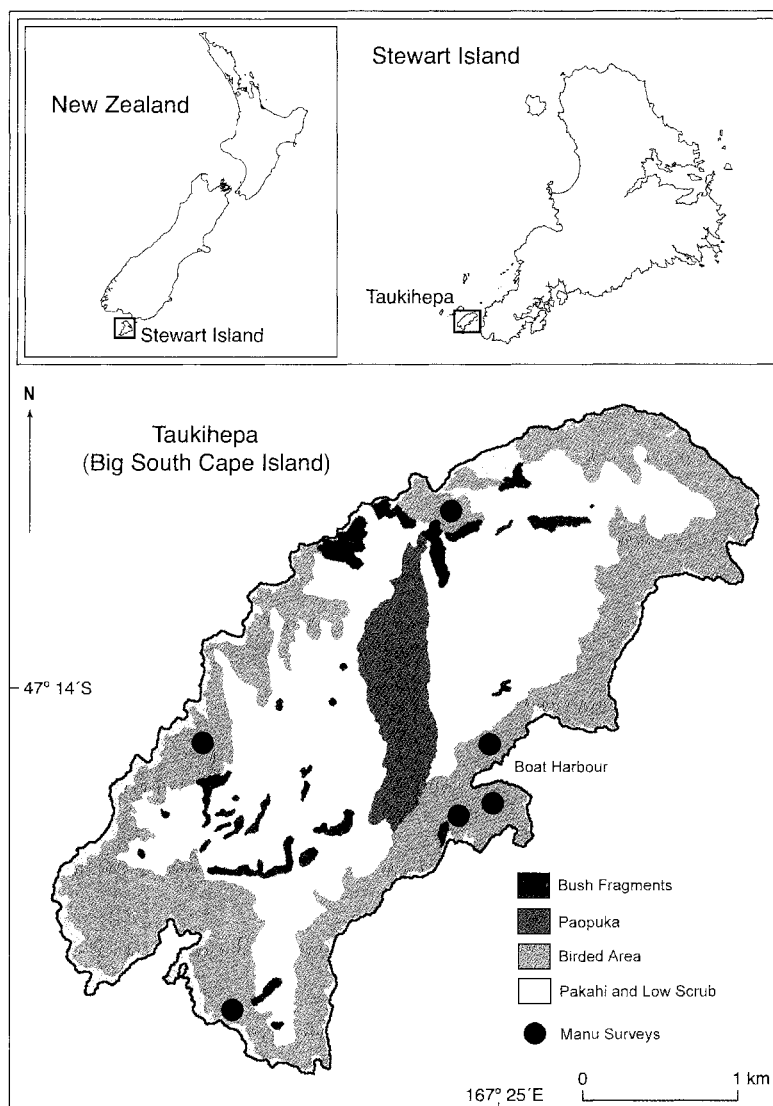 New Zealand
Stewart Island
Stewart Island
Taukihepa
N
Taukihepa
(Big South Cape Island)
47° 14´S
Boat Harbour
Bush Fragments
Paopuka
Birded Area
Pakahi and Low Scrub
Manu Surveys
0 1 km
167° 25´E